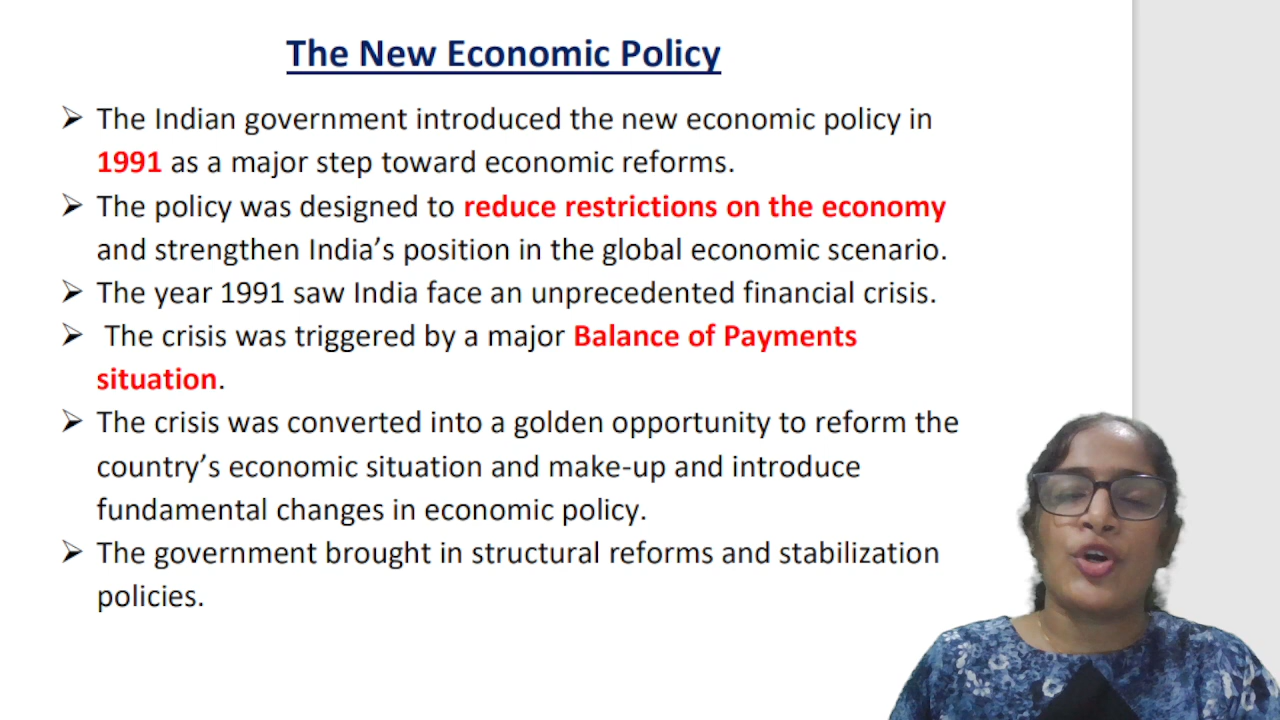 The New Economic Policy
➢ The Indian government introduced the new economic policy in
1991 as a major step toward economic reforms.
➢ The policy was designed to reduce restrictions on the economy
and strengthen India’s position in the global economic scenario.
➢ The year 1991 saw India face an unprecedented financial crisis.
➢ The crisis was triggered by a major Balance of Payments
situation.
➢ The crisis was converted into a golden opportunity to reform the
country’s economic situation and make-up and introduce
fundamental changes in economic policy.
➢ The government brought in structural reforms and stabilization
policies.